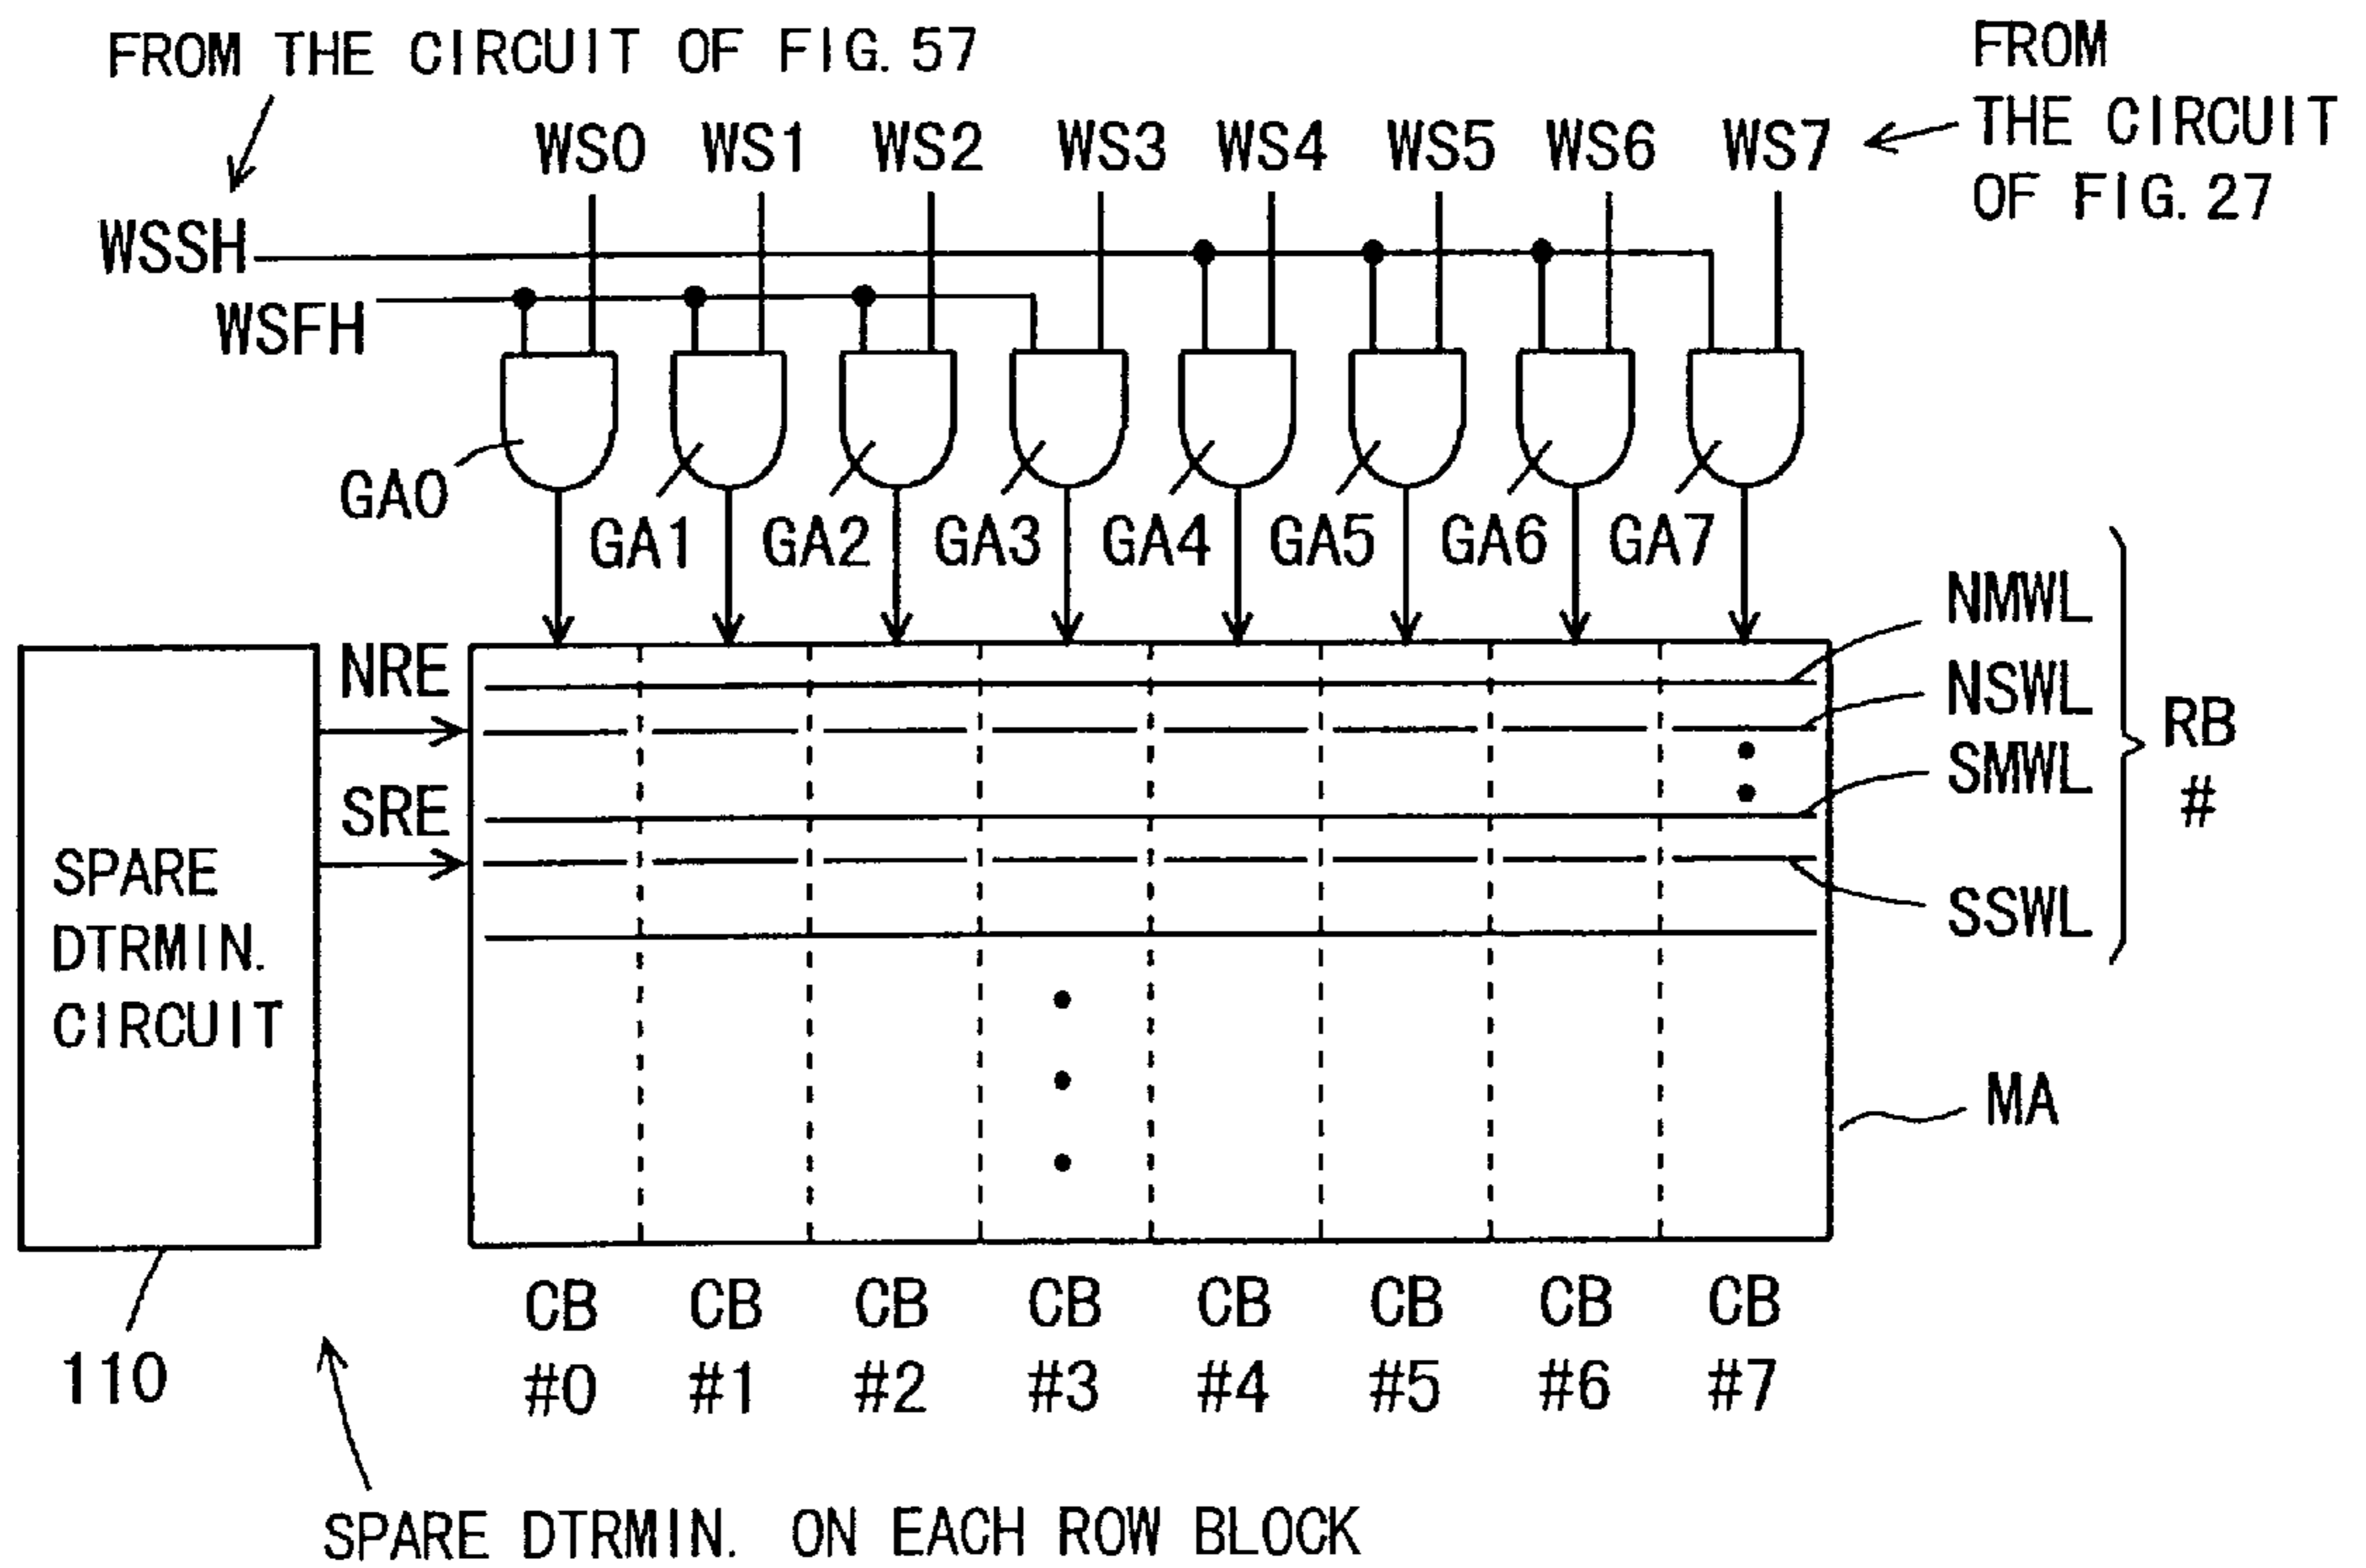 FROM THE CIRCUIT OF FIG. 57
FROM
THE CIRCUIT
OF FIG. 27
WS0 WS1 WS2 WS3 WS4 WS5 WS6 WS7
WSSH
WSFH
GA0
GA1 GA2 GA3 GA4 GA5 GA6 GA7
NRE
SRE
NMWL
NSWL
SMWL
SSWL
RB
#
SPARE
DTRMIN.
CIRCUIT
MA
CB CB CB CB CB CB CB CB
#0 #1 #2 #3 #4 #5 #6 #7
110
SPARE DTRMIN. ON EACH ROW BLOCK